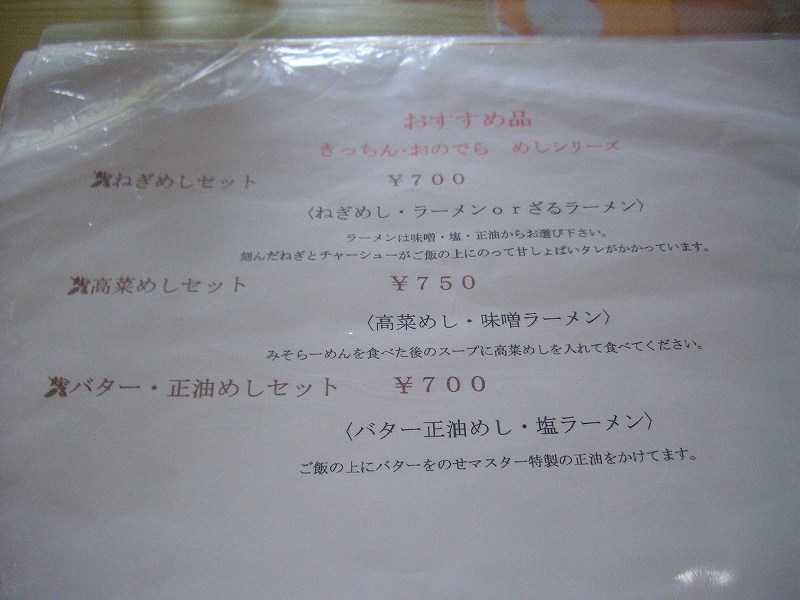 おすすめ品
きっちん・おのでら めしシリーズ
ねぎめしセット ￥７００
〈ねぎめし・ラーメンｏｒざるラーメン〉
ラーメンは味噌・塩・正油からお選び下さい。
刻んだねぎとチャーシューがご飯の上にのって甘しょぱいタレがかかっています。
高菜めしセット ￥７５０
〈高菜めし・味噌ラーメン〉
みそらーめんを食べた後のスープに高菜めしを入れて食べてください。
バター・正油めしセット ￥７００
〈バター正油めし・塩ラーメン〉
ご飯の上にバターをのせマスター特製の正油をかけてます。